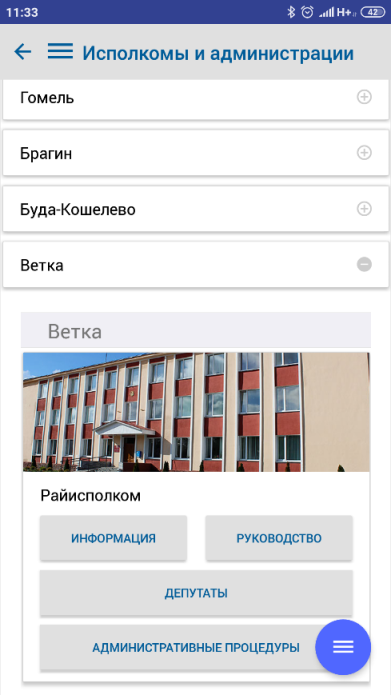 11:33 H+ 42
Исполкомы и администрации
Гомель
Брагин
Буда-Кошелево
Ветка
Ветка
Райисполком
ИНФОРМАЦИЯ РУКОВОДСТВО
ДЕПУТАТЫ
АДМИНИСТРАТИВНЫЕ ПРОЦЕДУРЫ